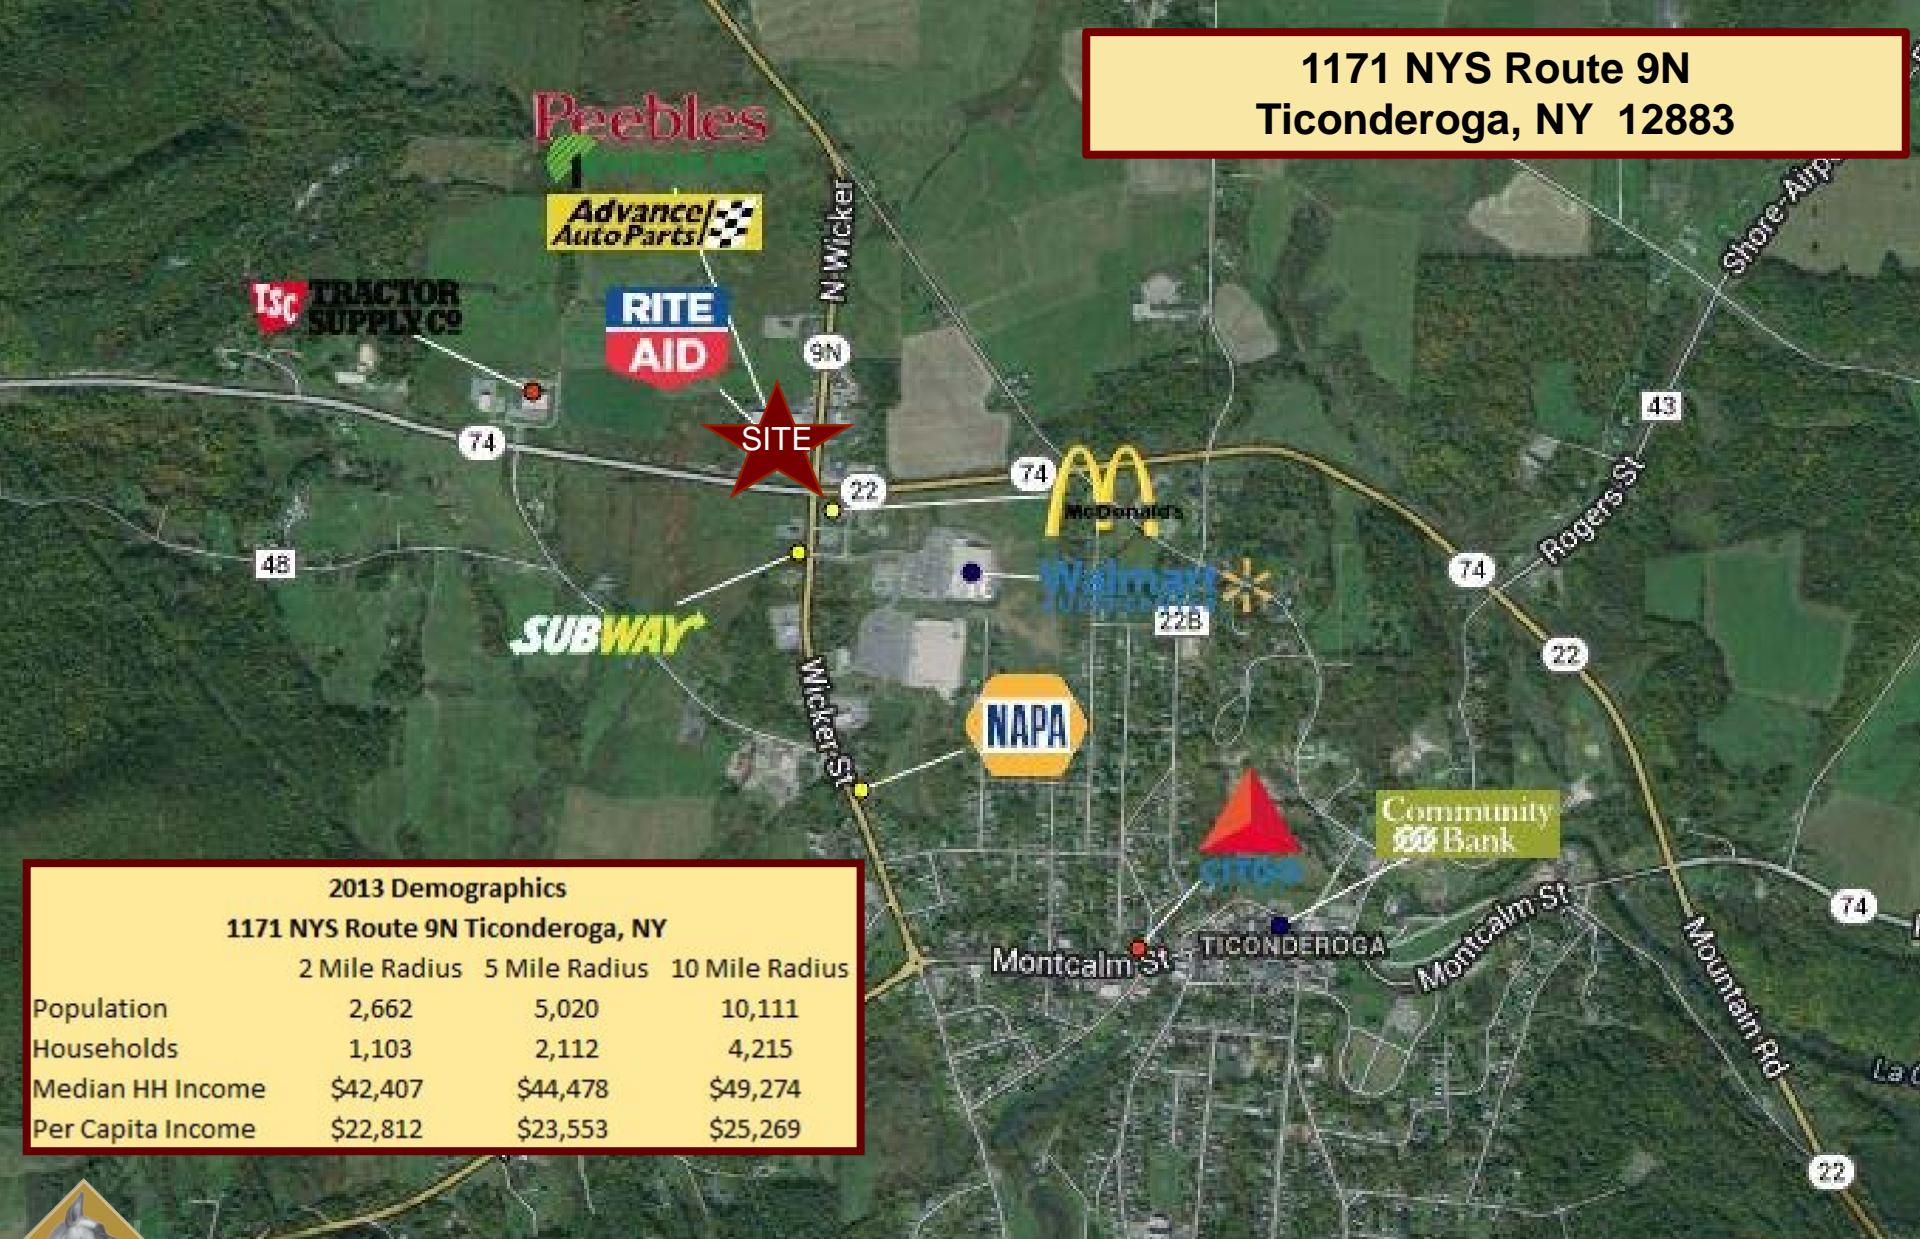 1171 NYS Route 9N
Ticonderoga, NY 12883
Peebles
Advance
Auto Parts
N Wicker
TSC TRACTOR
SUPPLY CO
RITE
AID
9N
SITE
74
22
74
McDonald's
Walmart
22B
48
SUBWAY
Shore-Airp
43
Rogers St
74
22
NAPA
Wicker St
CITGO
Community
Bank
Montcalm St
TICONDEROGA
Montcalm St
74
Mountain Rd
La C
22
2013 Demographics
1171 NYS Route 9N Ticonderoga, NY
2 Mile Radius 5 Mile Radius 10 Mile Radius
Population 2,662 5,020 10,111
Households 1,103 2,112 4,215
Median HH Income $42,407 $44,478 $49,274
Per Capita Income $22,812 $23,553 $25,269